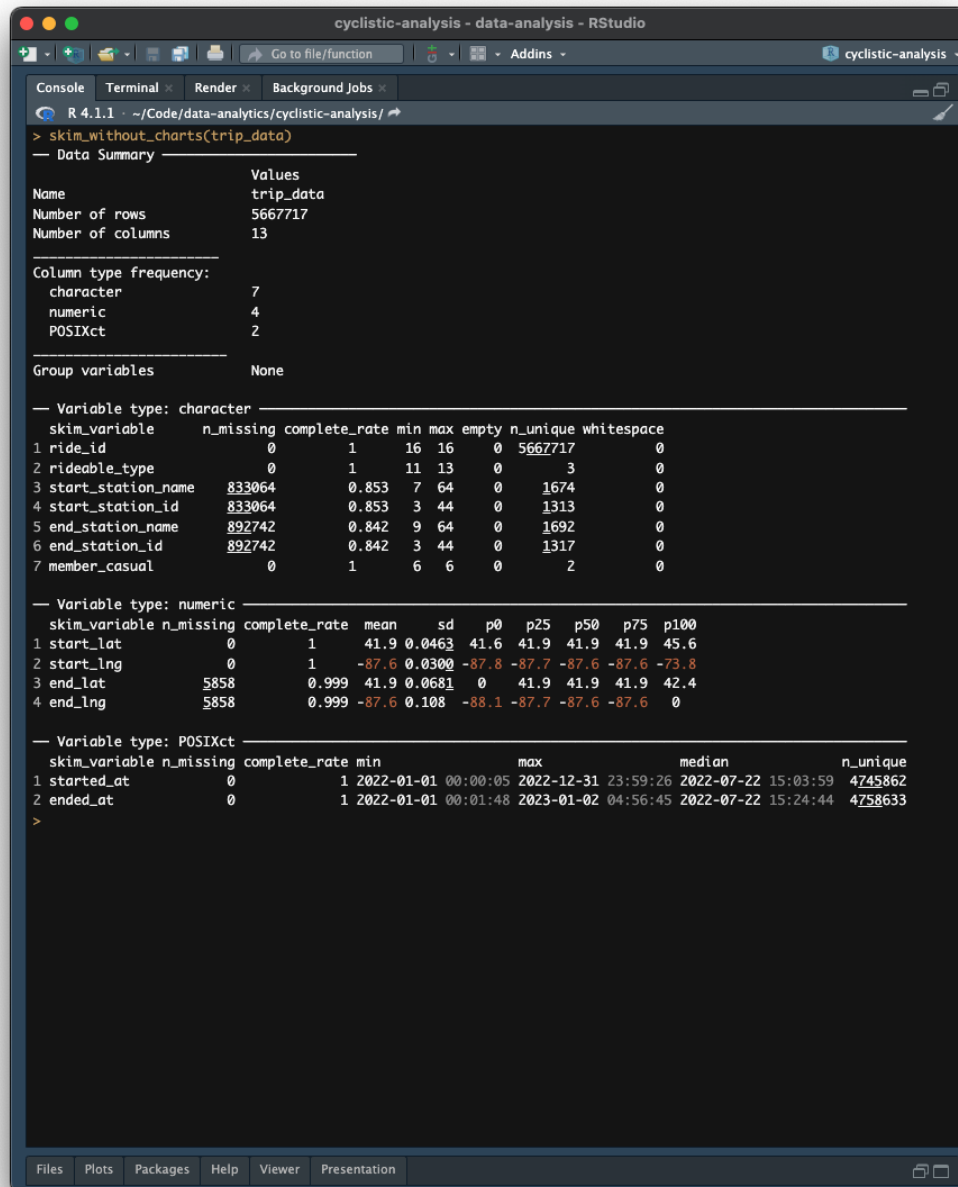 cyclistic-analysis - data-analysis - RStudio
Go to file/function Addins cyclistic-analysis
Console Terminal Render Background Jobs
R 4.1.1 · ~/Code/data-analytics/cyclistic-analysis/
> skim_without_charts(trip_data)
── Data Summary ────────────────────────
Values
Name trip_data
Number of rows 5667717
Number of columns 13
_______________________
Column type frequency:
character 7
numeric 4
POSIXct 2
________________________
Group variables None
── Variable type: character ────────────────────────
skim_variable n_missing complete_rate min max empty n_unique whitespace
1 ride_id 0 1 16 16 0 5667717 0
2 rideable_type 0 1 11 13 0 3 0
3 start_station_name 833064 0.853 7 64 0 1674 0
4 start_station_id 833064 0.853 3 44 0 1313 0
5 end_station_name 892742 0.842 9 64 0 1692 0
6 end_station_id 892742 0.842 3 44 0 1317 0
7 member_casual 0 1 6 6 0 2 0
── Variable type: numeric ────────────────────────
skim_variable n_missing complete_rate mean sd p0 p25 p50 p75 p100
1 start_lat 0 1 41.9 0.0463 41.6 41.9 41.9 41.9 45.6
2 start_lng 0 1 -87.6 0.0300 -87.8 -87.7 -87.6 -87.6 -73.8
3 end_lat 5858 0.999 41.9 0.0681 0 41.9 41.9 41.9 42.4
4 end_lng 5858 0.999 -87.6 0.108 -88.1 -87.7 -87.6 -87.6 0
── Variable type: POSIXct ────────────────────────
skim_variable n_missing complete_rate min max median n_unique
1 started_at 0 1 2022-01-01 00:00:05 2022-12-31 23:59:26 2022-07-22 15:03:59 4745862
2 ended_at 0 1 2022-01-01 00:01:48 2023-01-02 04:56:45 2022-07-22 15:24:44 4758633
>
Files Plots Packages Help Viewer Presentation